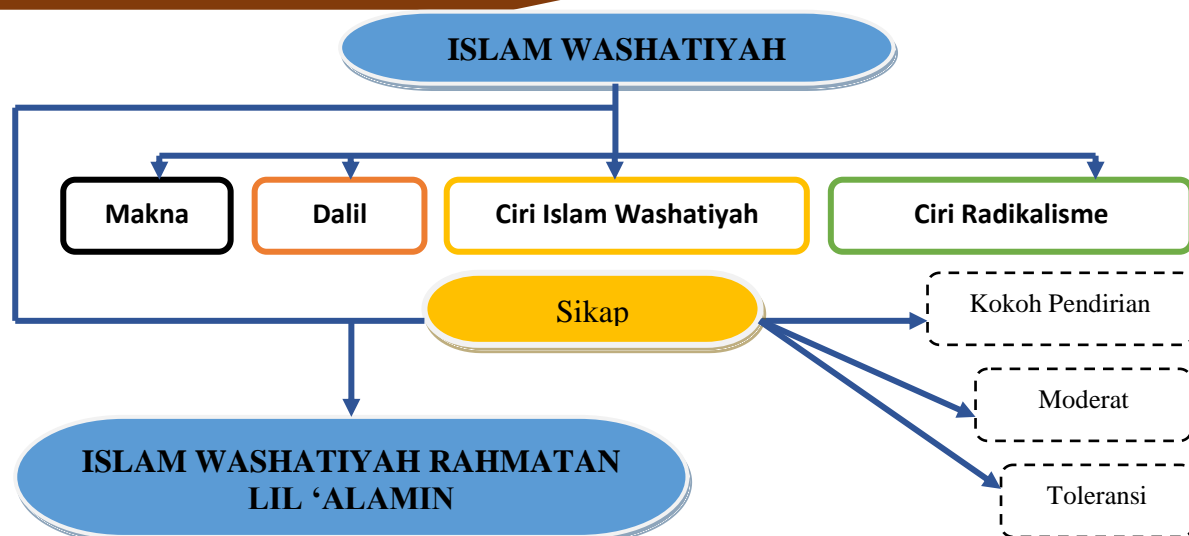 ISLAM WASHATIYAH
Makna
Dalil
Ciri Islam Washatiyah
Ciri Radikalisme
Sikap
Kokoh Pendirian
Moderat
Toleransi
ISLAM WASHATIYAH RAHMATAN
LIL ‘ALAMIN